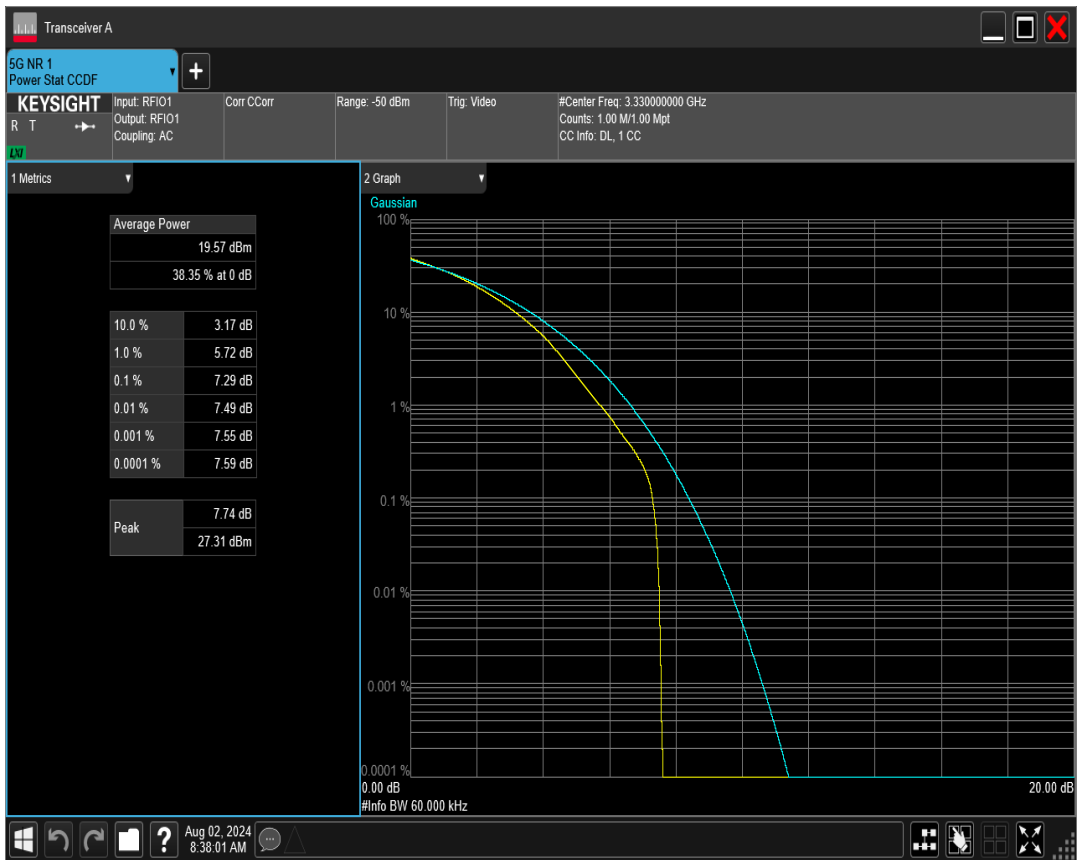 Transceiver A
5G NR 1
Power Stat CCDF
KEYSIGHT
R T
LXI
Input: RFIO1
Output: RFIO1
Coupling: AC
Corr CCorr
Range: -50 dBm
Trig: Video
#Center Freq: 3.330000000 GHz
Counts: 1.00 M/1.00 Mpt
CC Info: DL, 1 CC
1 Metrics
Average Power
19.57 dBm
38.35 % at 0 dB
10.0 % 3.17 dB
1.0 % 5.72 dB
0.1 % 7.29 dB
0.01 % 7.49 dB
0.001 % 7.55 dB
0.0001 % 7.59 dB
Peak
7.74 dB
27.31 dBm
2 Graph
Gaussian
100 %
10 %
1 %
0.1 %
0.01 %
0.001 %
0.0001 %
0.00 dB
20.00 dB
#Info BW 60.000 kHz
?
Aug 02, 2024
8:38:01 AM